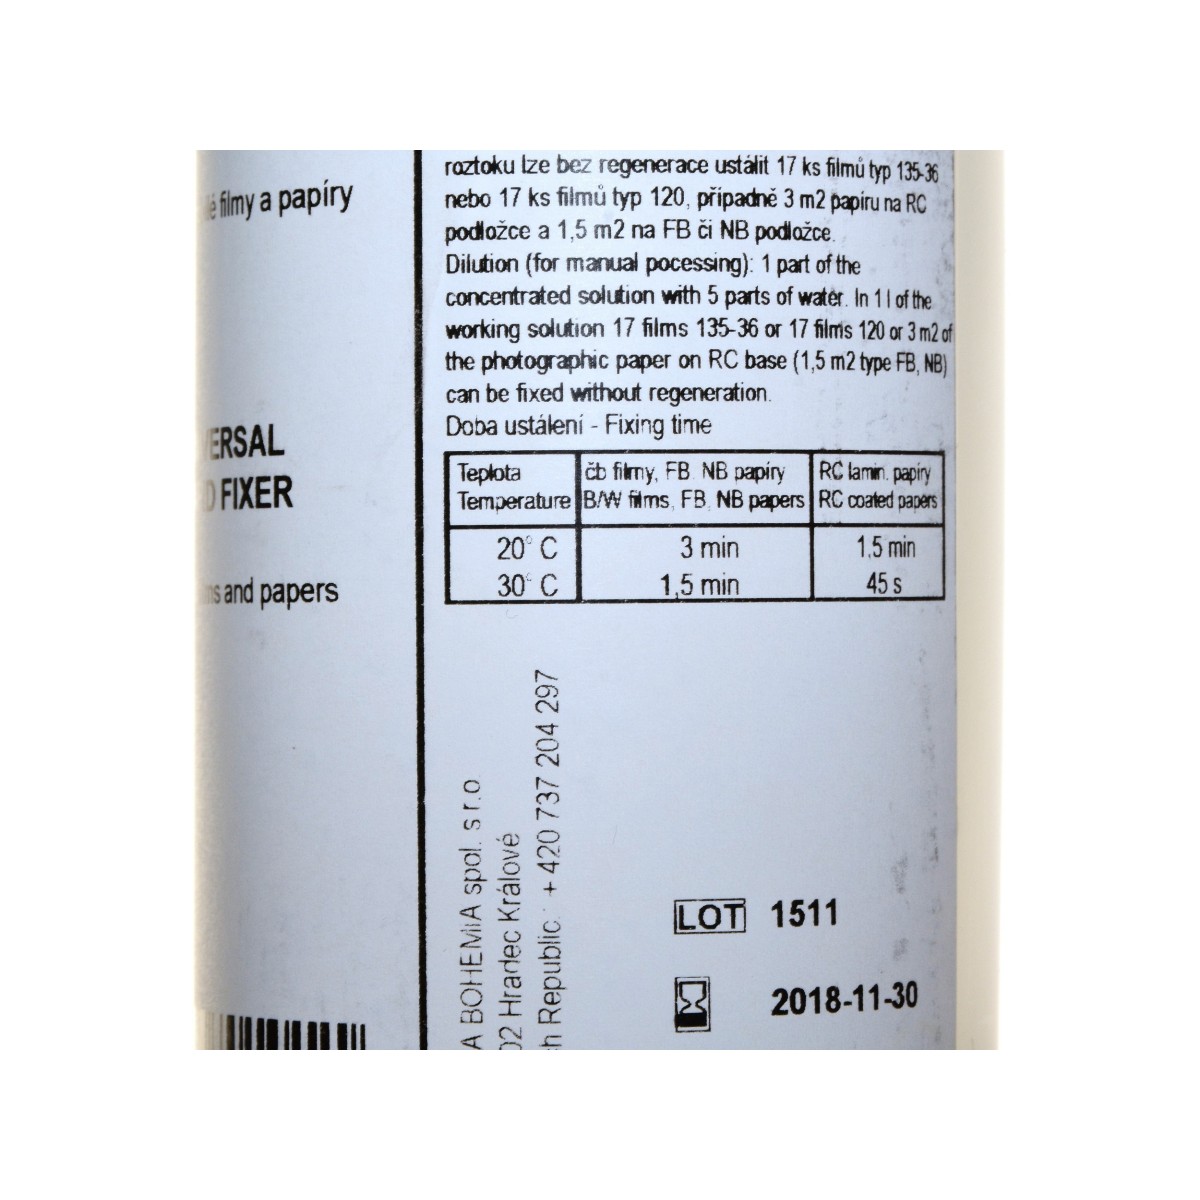 filmy a papíry
ERSAL
FIXER
and papers
roztoku lze bez regenerace ustálit 17 ks filmů typ 135-36
nebo 17 ks filmů typ 120, případně 3 m2 papíru na RC
podložce a 1,5 m2 na FB či NB podložce.
Dilution (for manual pocessing): 1 part of the
concentrated solution with 5 parts of water. In 1 l of the
working solution 17 films 135-36 or 17 films 120 or 3 m2 of
the photographic paper on RC base (1,5 m2 type FB, NB)
can be fixed without regeneration.
Doba ustálení - Fixing time
Teplota čb filmy, FB. NB papíry RC lamin. papíry
Temperature B/W films, FB, NB papers RC coated papers
20° C 3 min 1,5 min
30° C 1,5 min 45 s
A BOHEMIA spol. s r.o
02 Hradec Králové
h Republic. +420 737 204 297
LOT 1511
2018-11-30